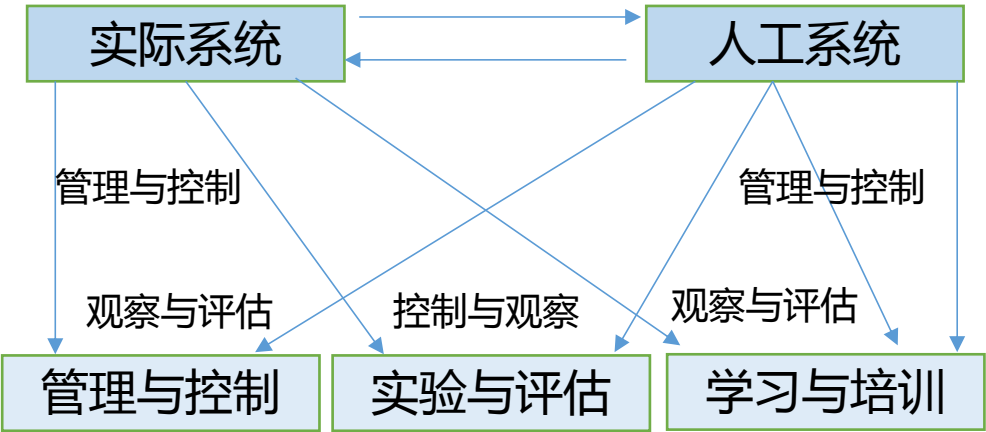 实际系统
人工系统
管理与控制
管理与控制
观察与评估
控制与观察
观察与评估
管理与控制
实验与评估
学习与培训